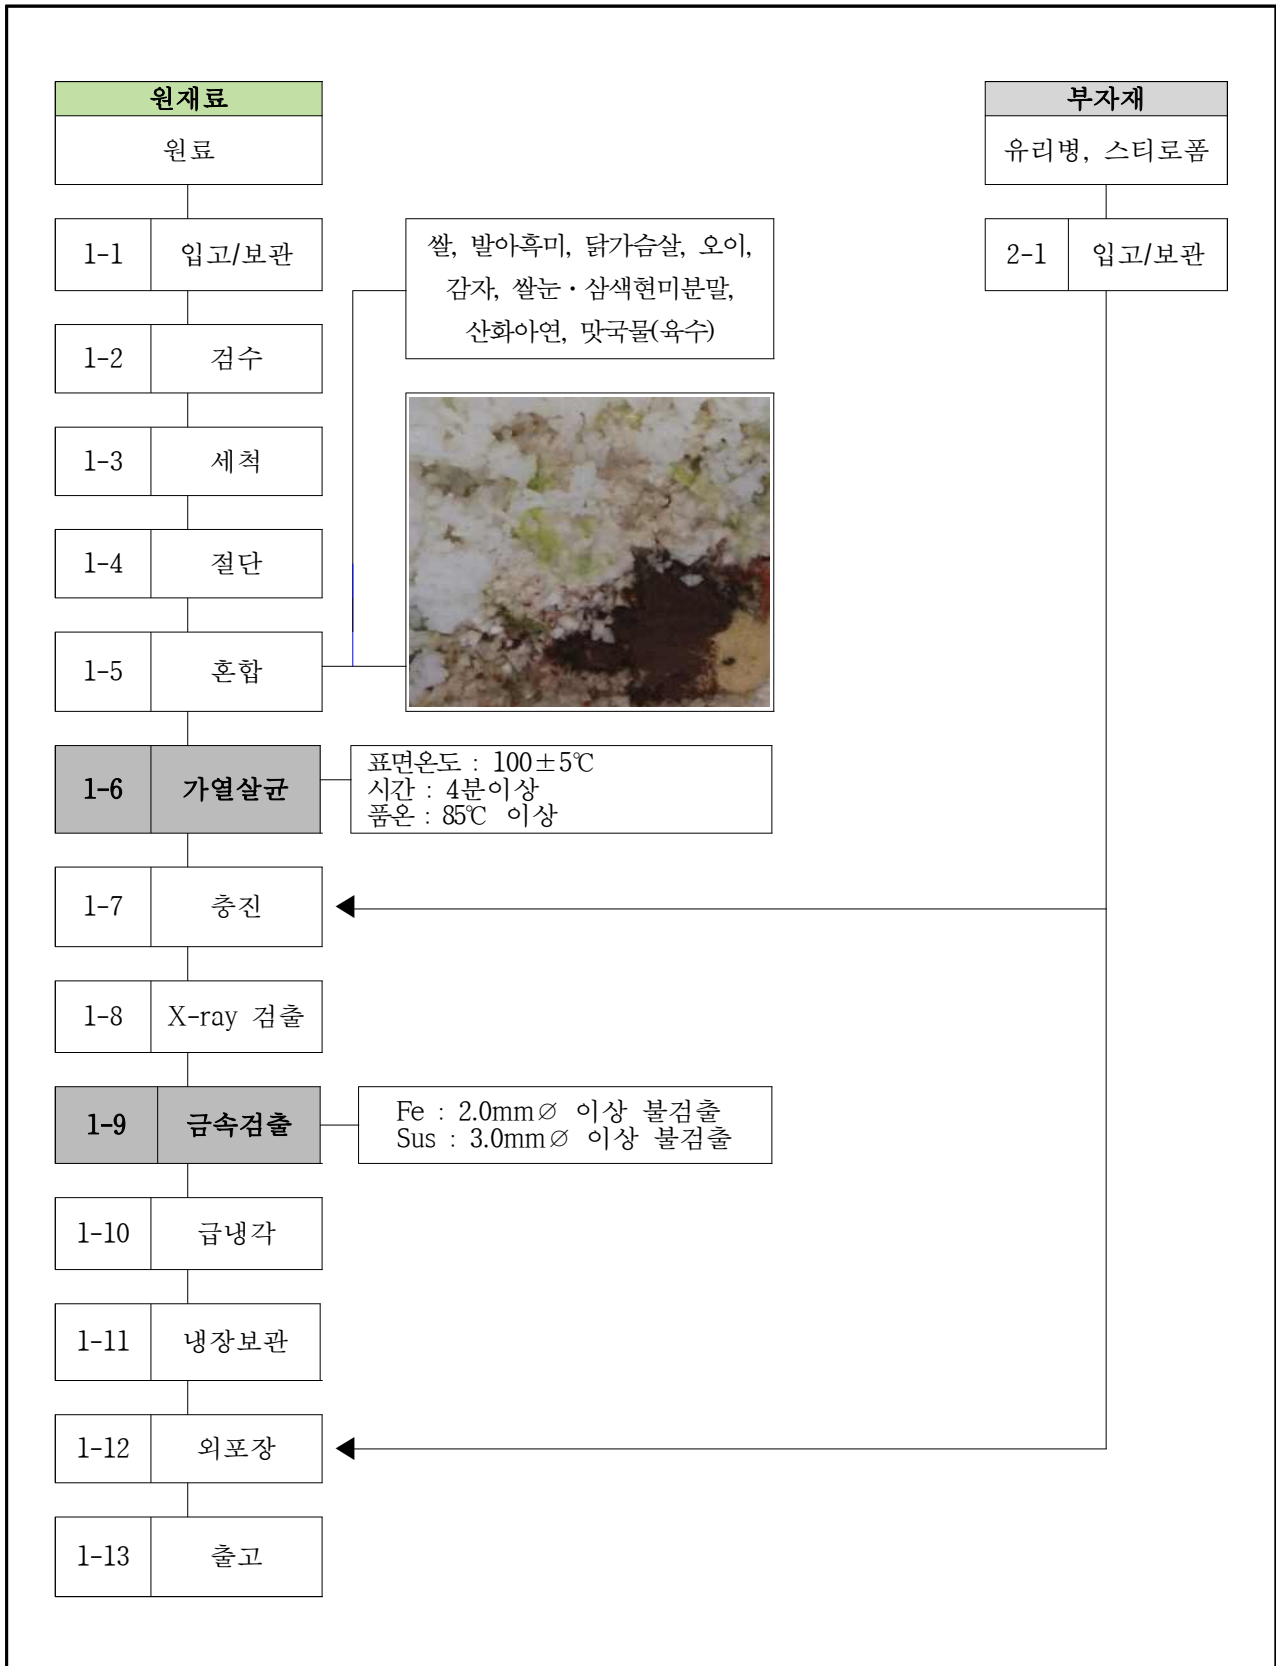 원재료
원료
부자재
유리병, 스티로폼
1-1 입고/보관
쌀, 발아흑미, 닭가슴살, 오이,
감자, 쌀눈・삼색현미분말,
산화아연, 맛국물(육수)
2-1 입고/보관
1-2 검수
1-3 세척
1-4 절단
1-5 혼합
1-6 가열살균
표면온도 : 100±5℃
시간 : 4분이상
품온 : 85℃ 이상
1-7 충진
1-8 X-ray 검출
1-9 금속검출
Fe : 2.0mm∅ 이상 불검출
Sus : 3.0mm∅ 이상 불검출
1-10 급냉각
1-11 냉장보관
1-12 외포장
1-13 출고